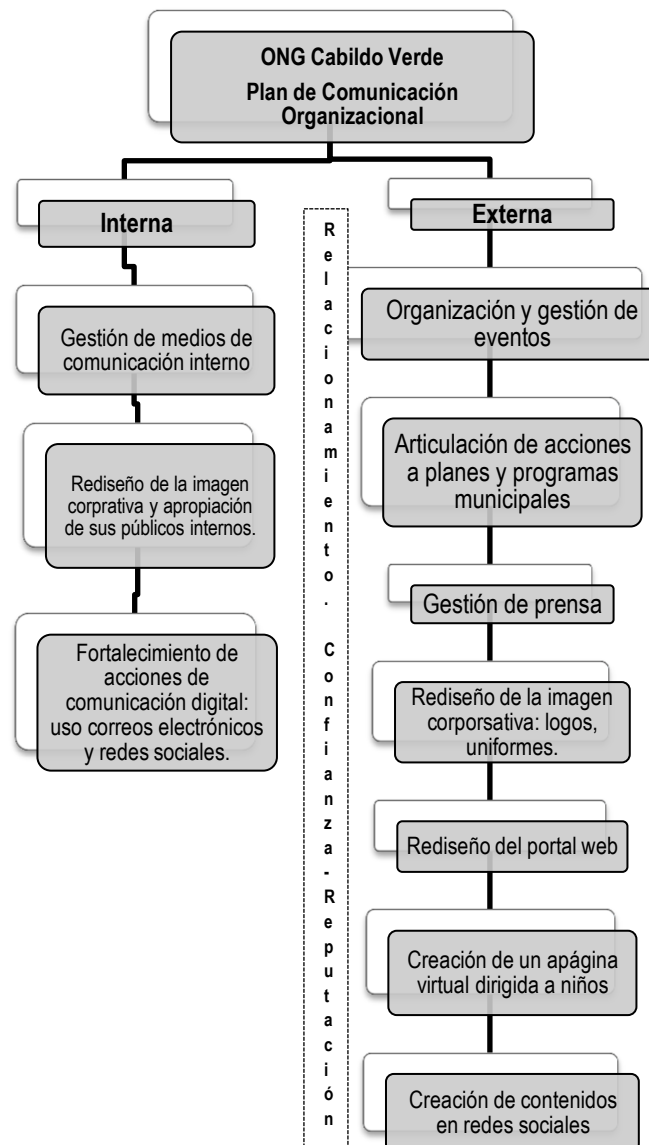 ONG Cabildo Verde
Plan de Comunicación
Organizacional
Interna
Gestión de medios de
comunicación interno
Rediseño de la imagen
corprativa y apropiación
de sus públicos internos.
Fortalecimiento de
acciones de
comunicación digital:
uso correos electrónicos
y redes sociales.
Relacionamiento. Confianza-Reputación
Externa
Organización y gestión de
eventos
Articulación de acciones
a planes y programas
municipales
Gestión de prensa
Rediseño de la imagen
corporsativa: logos,
uniformes.
Rediseño del portal web
Creación de un apágina
virtual dirigida a niños
Creación de contenidos
en redes sociales